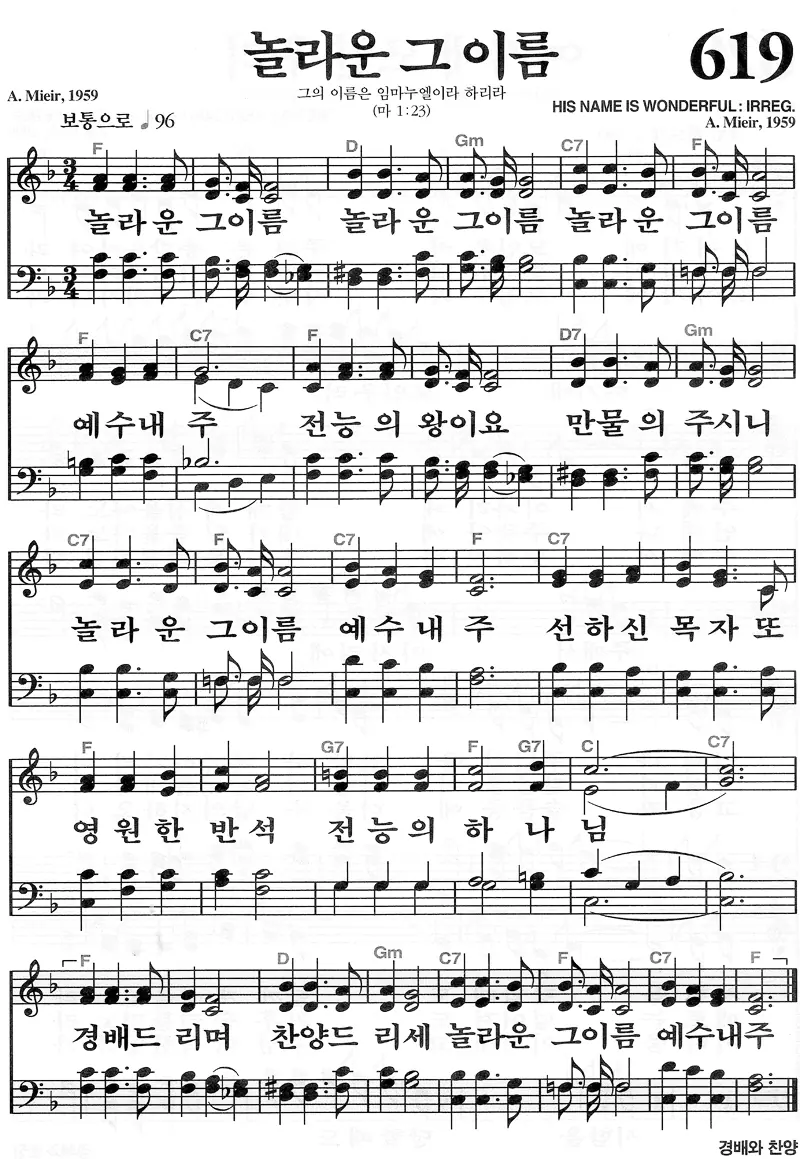 놀라운 그 이름
619
A. Mieir, 1959
그의 이름은 임마누엘이라 하리라
(마 1:23)
HIS NAME IS WONDERFUL : IRREG.
A. Mieir, 1959
보통으로 ♩96
F D Gm C7 F
놀라운 그이름 놀라운 그이름 놀라운 그이름
F C7 F D7 Gm
예수내 주 전능의 왕이요 만물의 주시니
C7 F C7 F C7
놀라운 그이름 예수내 주 선하신 목자 또
F G7 F G7 C C7
영원한 반석 전능의 하 나 님
F D Gm C7 F C7 F
경배드 리며 찬양드 리세 놀라운 그이름 예수내주
경배와 찬양